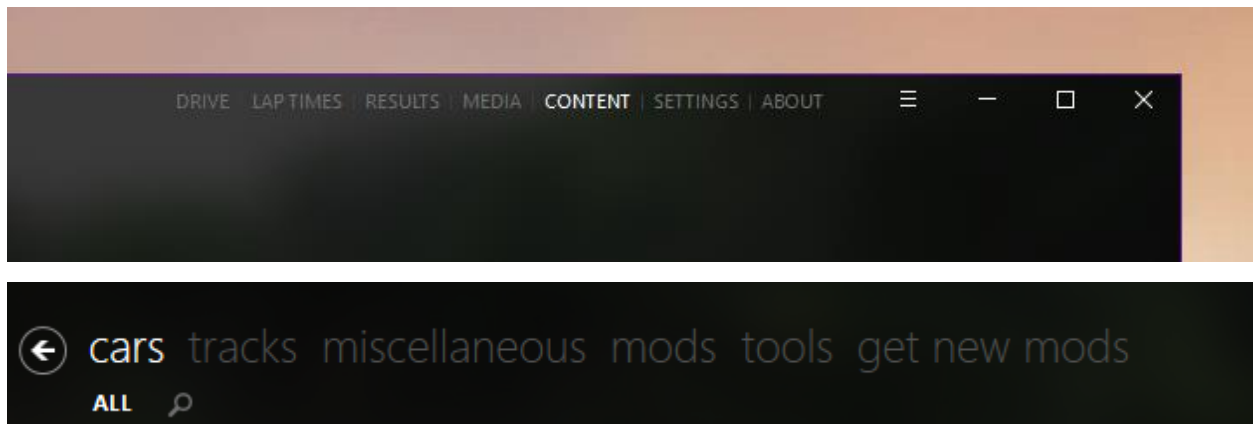 DRIVE | LAP TIMES | RESULTS | MEDIA | CONTENT | SETTINGS | ABOUT
cars tracks miscellaneous mods tools get new mods
ALL